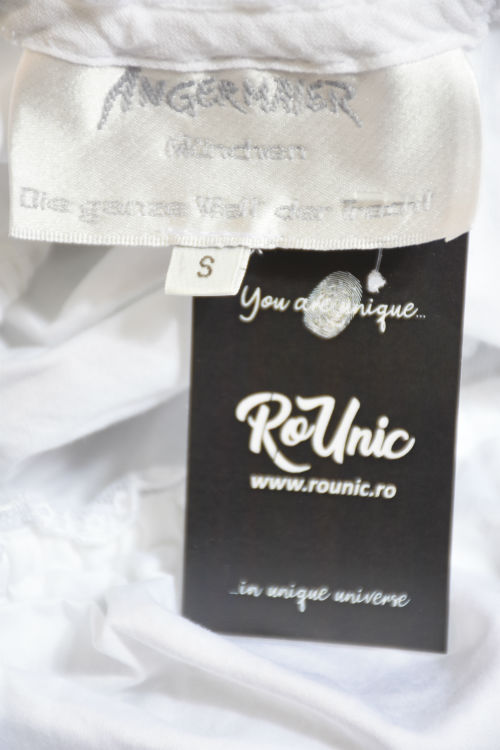 ANGERMAIER
München
Die ganze Welt der Tracht
S
You are unique...
RoUnic
www.rounic.ro
...in unique universe